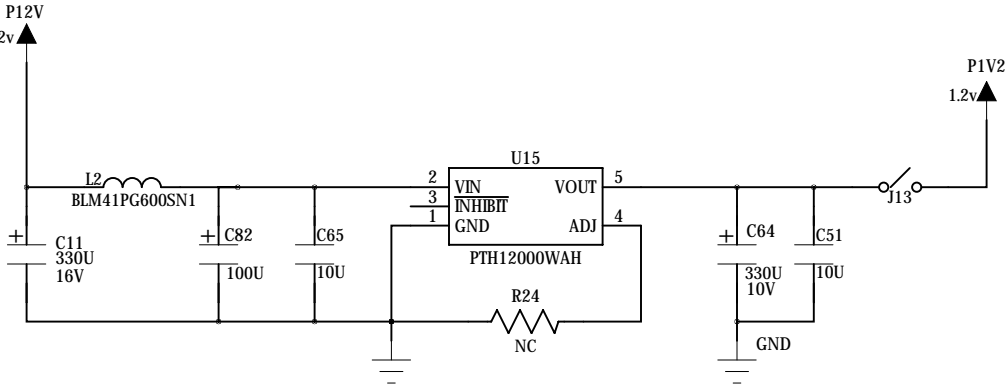 P12V
2v
P1V2
1.2v
U15
L2
BLM41PG600SN1
2
VIN
VOUT
5
3
INHIBIT
1
GND
ADJ
4
J13
C11
330U
16V
C82
100U
C65
10U
PTH12000WAH
C64
330U
10V
C51
10U
R24
NC
GND